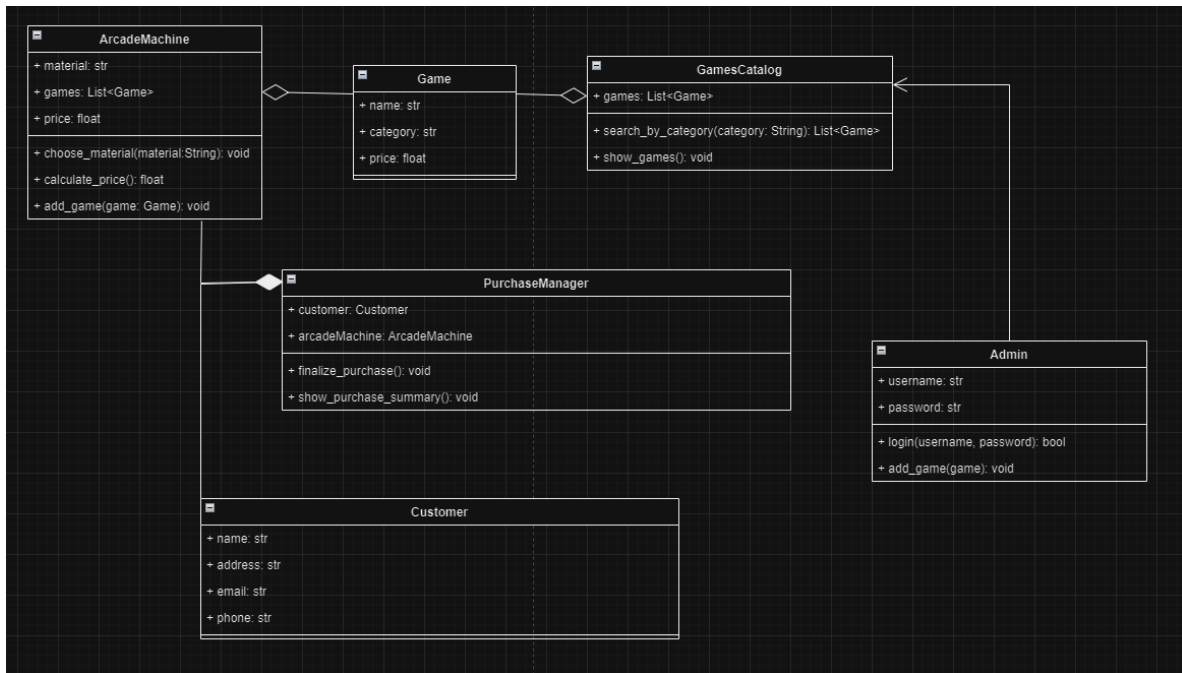 ArcadeMachine
+ material: str
+ games: List<Game>
+ price: float
+ choose_material(material:String): void
+ calculate_price(): float
+ add_game(game: Game): void
Game
+ name: str
+ category: str
+ price: float
GamesCatalog
+ games: List<Game>
+ search_by_category(category: String): List<Game>
+ show_games(): void
PurchaseManager
+ customer: Customer
+ arcadeMachine: ArcadeMachine
+ finalize_purchase(): void
+ show_purchase_summary(): void
Admin
+ username: str
+ password: str
+ login(username, password): bool
+ add_game(game): void
Customer
+ name: str
+ address: str
+ email: str
+ phone: str